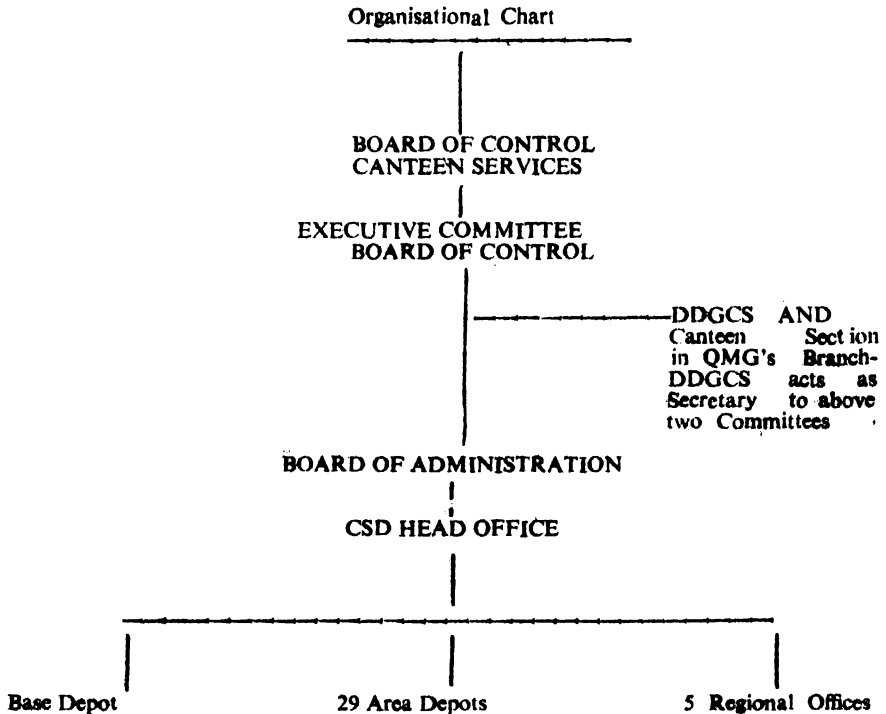 Organisational Chart
BOARD OF CONTROL
CANTEEN SERVICES
EXECUTIVE COMMITTEE
BOARD OF CONTROL
DDGCS AND
Canteen Section
in QMG's Branch-
DDGCS acts as
Secretary to above
two Committees
BOARD OF ADMINISTRATION
CSD HEAD OFFICE
Base Depot 29 Area Depots 5 Regional Offices